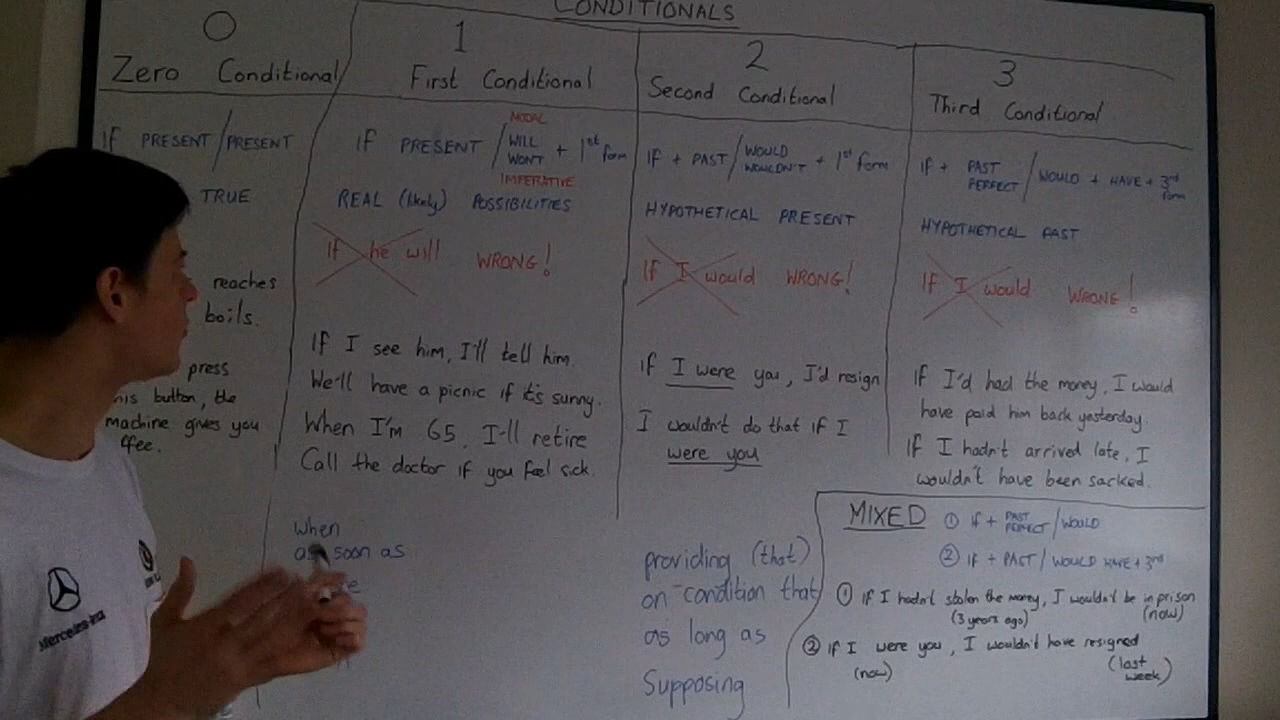 CONDITIONALS
0
Zero Conditional
IF PRESENT / PRESENT
TRUE
reaches
boils.
press
this button, the
machine gives you
ffee.
1
First Conditional
IF PRESENT / MODAL WILL WON'T IMPERATIVE + 1st form
REAL (likely) POSSIBILITIES
If he will WRONG!
If I see him, I'll tell him.
We'll have a picnic if it's sunny.
When I'm 65, I'll retire
Call the doctor if you feel sick.
When
as soon as
2
Second Conditional
IF + PAST / WOULD WOULDN'T + 1st form
HYPOTHETICAL PRESENT
If I would WRONG!
If I were you, I'd resign
I wouldn't do that if I
were you
providing (that)
on condition that
as long as
Supposing
3
Third Conditional
IF + PAST PERFECT / WOULD + HAVE + 3rd form
HYPOTHETICAL PAST
If I would WRONG!
If I'd had the money, I would
have paid him back yesterday.
If I hadn't arrived late, I
wouldn't have been sacked.
MIXED ① IF + PAST PERFECT / WOULD
② IF + PAST / WOULD HAVE + 3rd
① If I hadn't stolen the money, I wouldn't be in prison
(3 years ago) (now)
② If I were you, I wouldn't have resigned
(now) (last week)
Mercedes-Benz